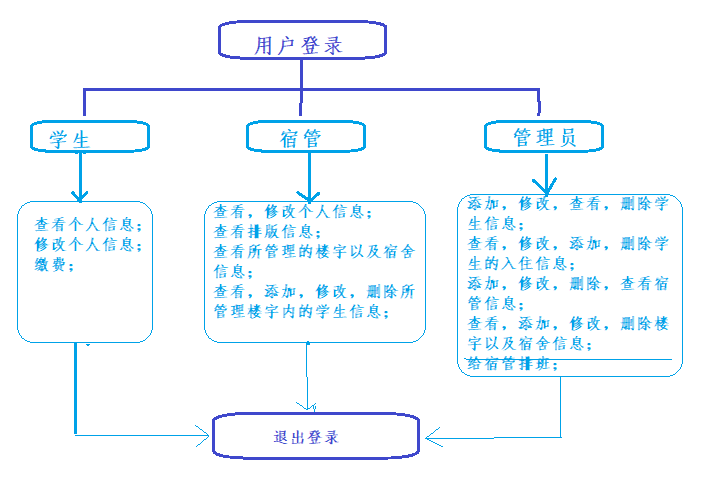 用户登录
学生
宿管
管理员
查看个人信息；
修改个人信息；
缴费；
查看，修改个人信息；
查看排版信息；
查看所管理的楼宇以及宿舍
信息；
查看，添加，修改，删除所
管理楼宇内的学生信息；
添加，修改，查看，删除学
生信息；
查看，修改，添加，删除学
生的入住信息；
添加，修改，删除，查看宿
管信息；
查看，添加，修改，删除楼
宇以及宿舍信息；
给宿管排班；
退出登录